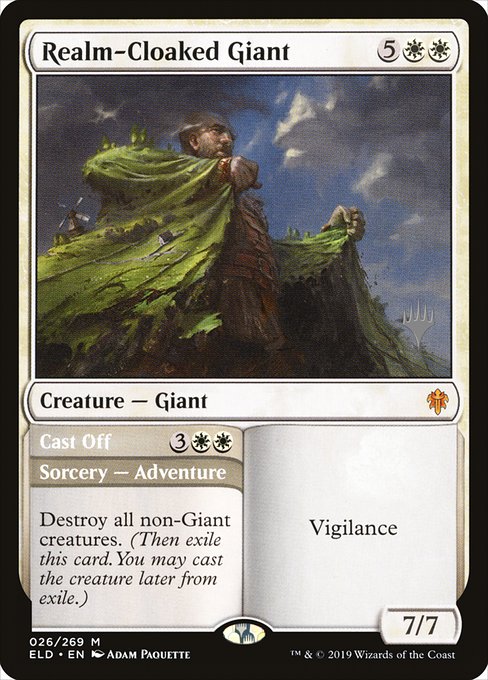 Realm-Cloaked Giant 5
Creature — Giant
Cast Off 3
Sorcery — Adventure
Destroy all non-Giant
creatures. (Then exile
this card. You may cast
the creature later from
exile.)
Vigilance
7/7
026/269 M
ELD • EN Adam Paquette
™ & © 2019 Wizards of the Coast